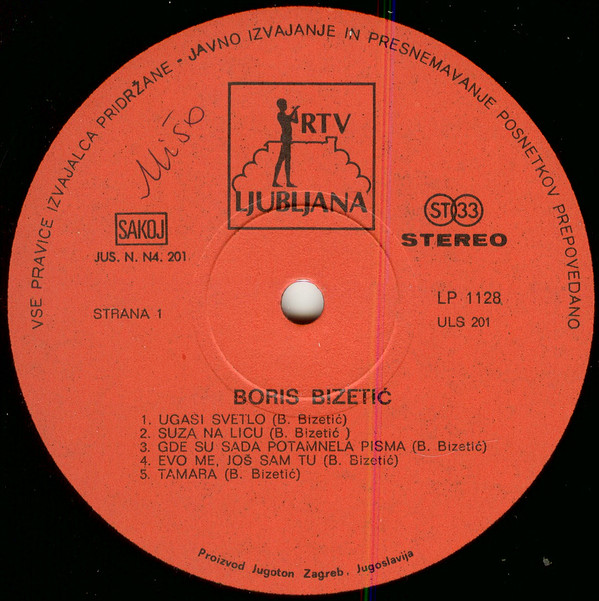 VSE PRAVICE IZVAJALCA PRIDRŽANE - JAVNO IZVAJANJE IN PRESNEMAVANJE POSNETKOV PREPOVEDANO
Mišo
RTV
LJUBLJANA
SAKOJ
JUS. N. N4. 201
ST 33
STEREO
STRANA 1
LP 1128
ULS 201
BORIS BIZETIĆ
1. UGASI SVETLO (B. Bizetić)
2. SUZA NA LICU (B. Bizetić )
3. GDE SU SADA POTAMNELA PISMA (B. Bizetić)
4. EVO ME, JOŠ SAM TU (B. Bizetić)
5. TAMARA (B. Bizetić)
Proizvod Jugoton Zagreb, Jugoslavija